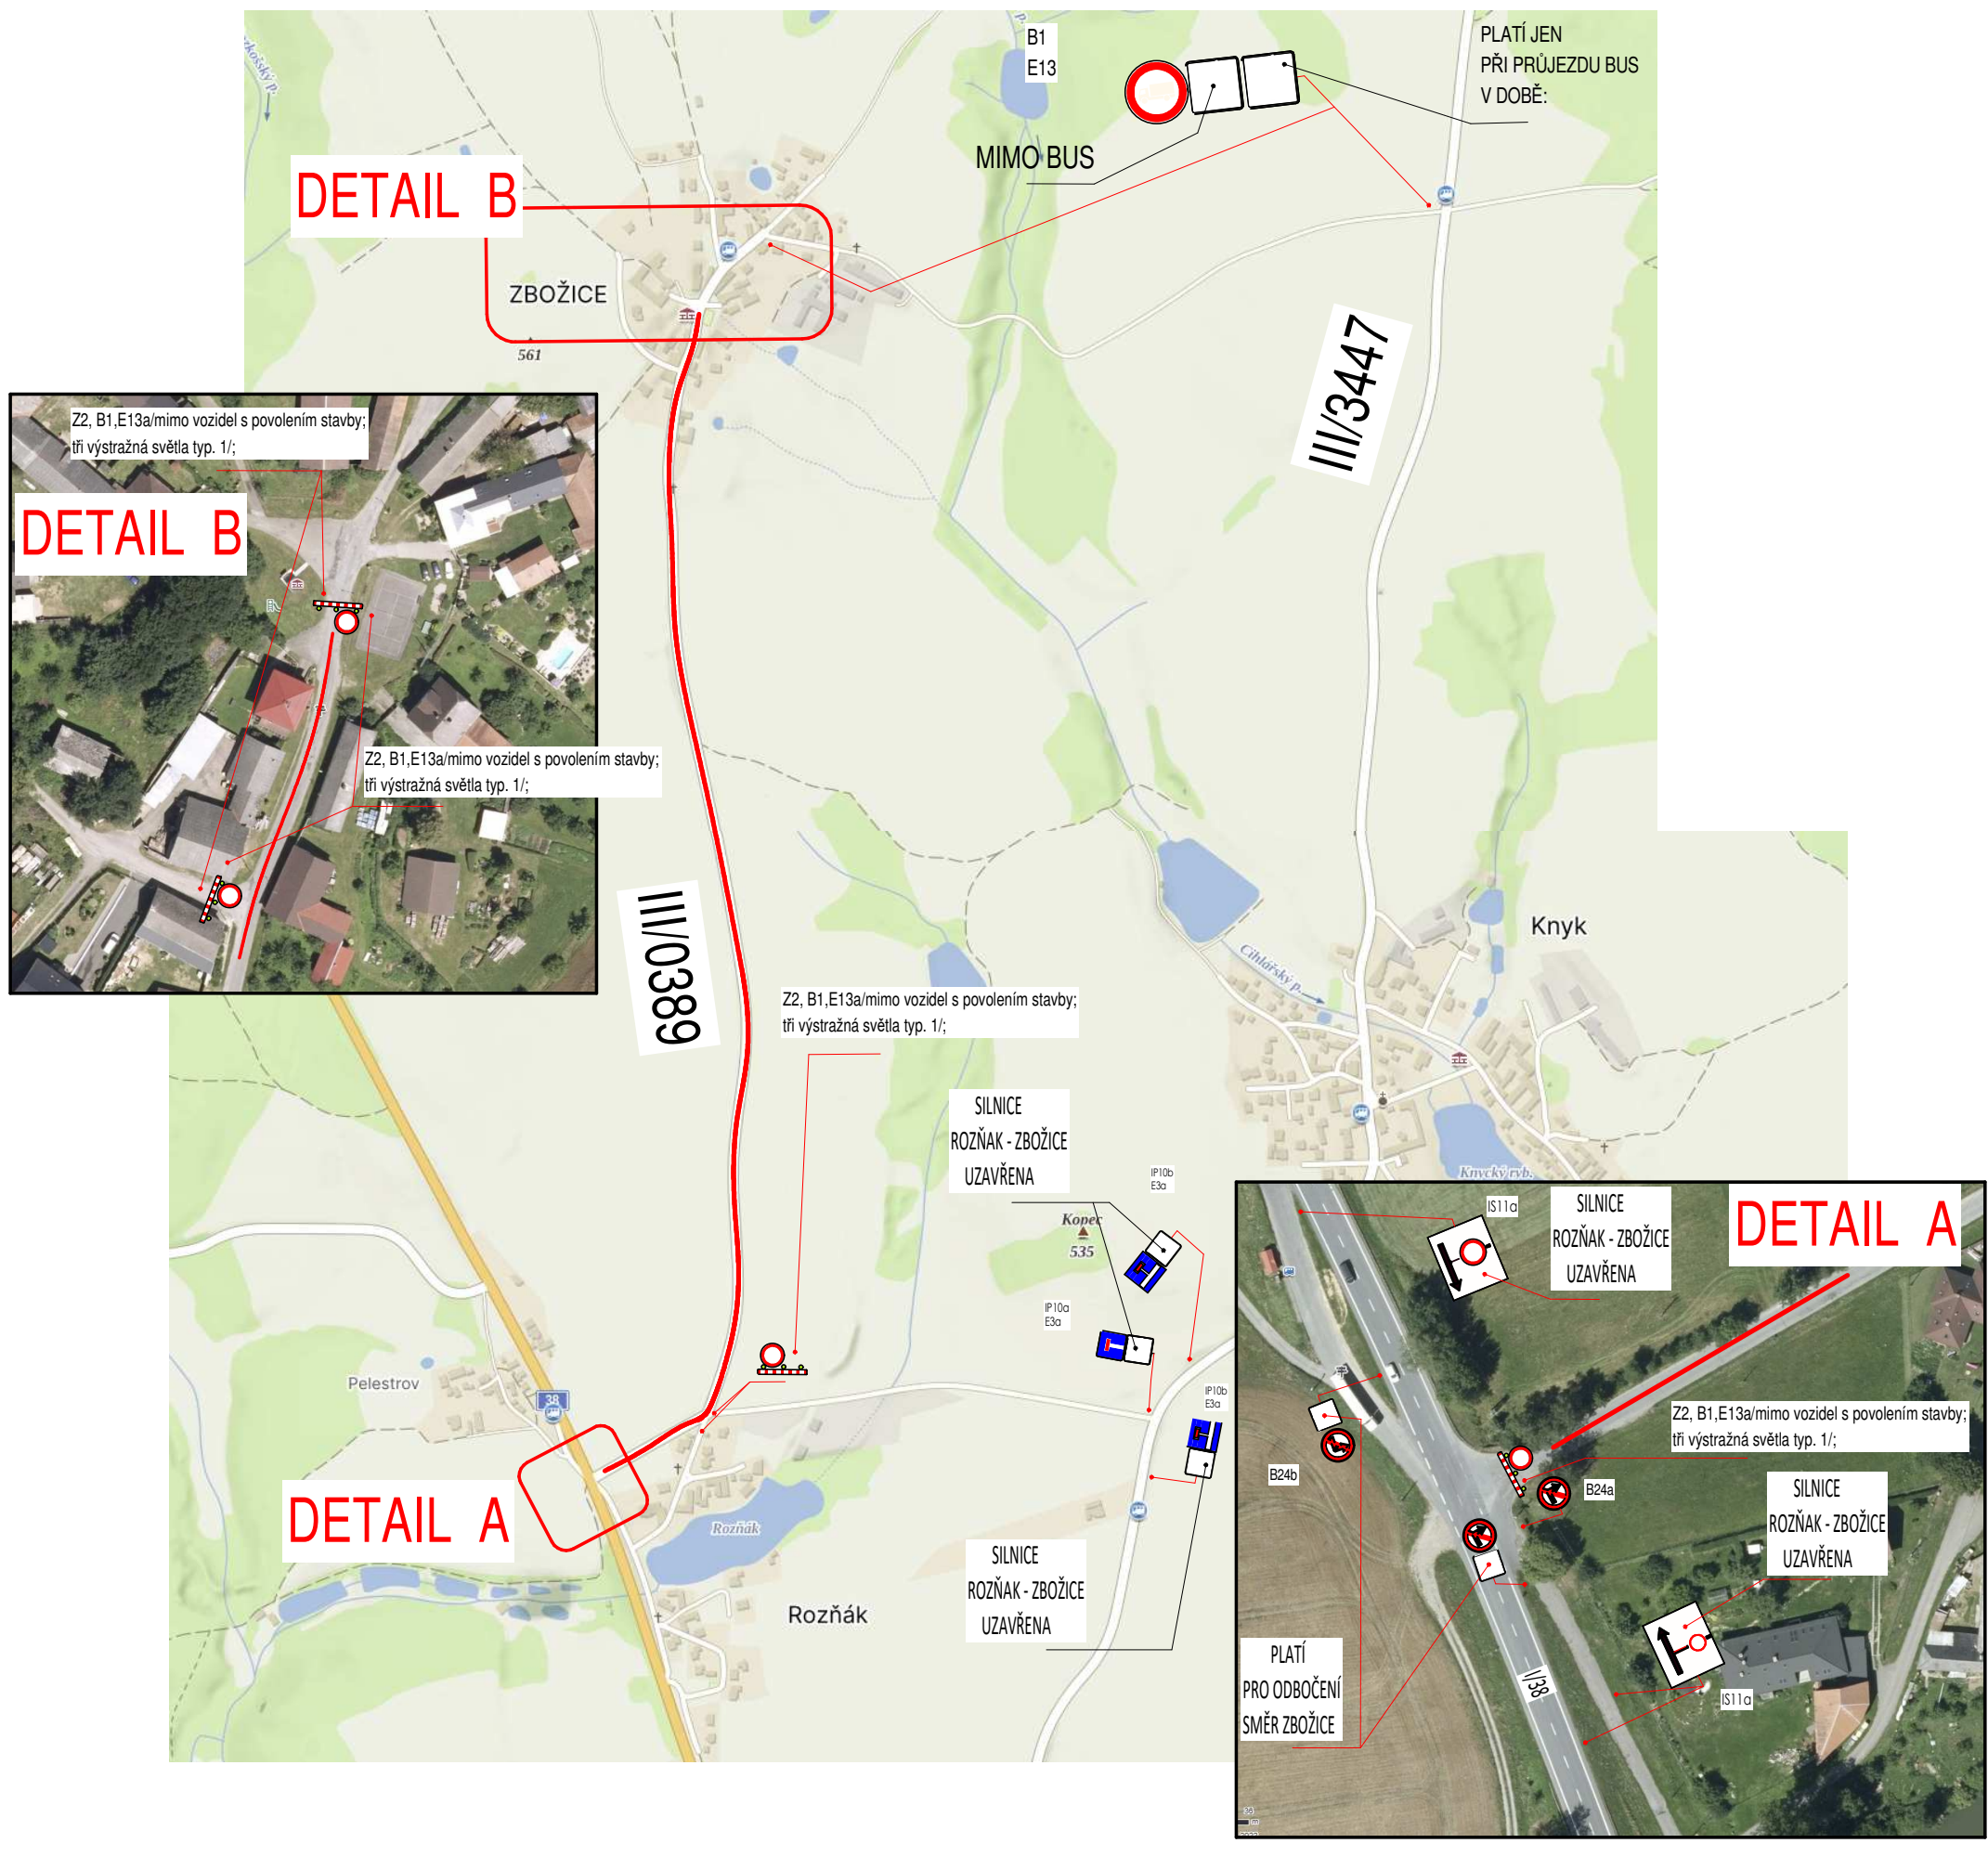 B1
E13
PLATÍ JEN
PŘI PRŮJEZDU BUS
V DOBĚ:
MIMO BUS
DETAIL B
ZBOŽICE
561
III/3447
Z2, B1,E13a/mimo vozidel s povolením stavby;
tři výstražná světla typ. 1/;
DETAIL B
Z2, B1,E13a/mimo vozidel s povolením stavby;
tři výstražná světla typ. 1/;
III/0389
Knyk
Cihlářský p.
Z2, B1,E13a/mimo vozidel s povolením stavby;
tři výstražná světla typ. 1/;
SILNICE
ROZŇAK - ZBOŽICE
UZAVŘENA
IP10b
E3a
Kopec
535
Knycký ryb.
IP10a
E3a
IP10b
E3a
Pelestrov
38
DETAIL A
Rozňák
Rozňák
SILNICE
ROZŇAK - ZBOŽICE
UZAVŘENA
IS11a
SILNICE
ROZŇAK - ZBOŽICE
UZAVŘENA
DETAIL A
Z2, B1,E13a/mimo vozidel s povolením stavby;
tři výstražná světla typ. 1/;
B24b
B24a
SILNICE
ROZŇAK - ZBOŽICE
UZAVŘENA
PLATÍ
PRO ODBOČENÍ
SMĚR ZBOŽICE
I/38
IS11a